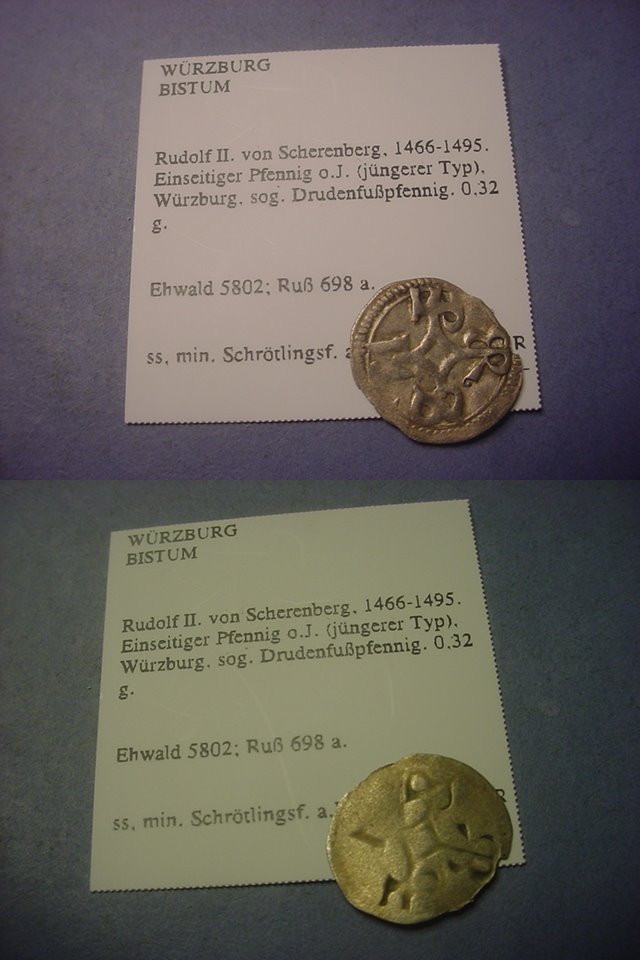 WÜRZBURG
BISTUM
Rudolf II. von Scherenberg, 1466-1495.
Einseitiger Pfennig o.J. (jüngerer Typ),
Würzburg, sog. Drudenfußpfennig. 0,32
g.
Ehwald 5802; Ruß 698 a.
ss, min. Schrötlingsf.
R
WÜRZBURG
BISTUM
Rudolf II. von Scherenberg, 1466-1495.
Einseitiger Pfennig o.J. (jüngerer Typ),
Würzburg, sog. Drudenfußpfennig. 0,32
g.
Ehwald 5802; Ruß 698 a.
ss, min. Schrötlingsf. a.
R